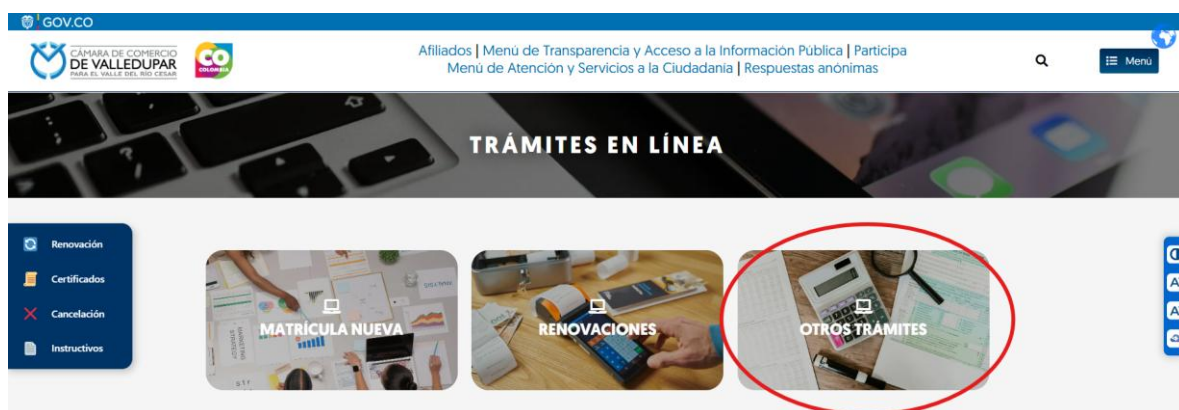 GOV.CO
CÁMARA DE COMERCIO
DE VALLEDUPAR
PARA EL VALLE DEL RÍO CESAR
CO
COLOMBIA
Afiliados | Menú de Transparencia y Acceso a la Información Pública | Participa
Menú de Atención y Servicios a la Ciudadanía | Respuestas anónimas
Menú
TRÁMITES EN LÍNEA
Renovación
Certificados
Cancelación
Instructivos
MATRÍCULA NUEVA
RENOVACIONES
OTROS TRÁMITES
MARKETING
STRATEGY